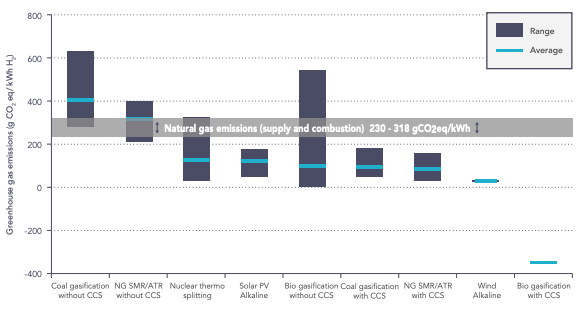 Greenhouse gas emissions (g CO2 eq/ kWh H2)
800
600
400
200
0
-200
-400
Range
Average
Natural gas emissions (supply and combustion) 230 - 318 gCO2eq/kWh
Coal gasification
without CCS
NG SMR/ATR
without CCS
Nuclear thermo
splitting
Solar PV
Alkaline
Bio gasification
without CCS
Coal gasification
with CCS
NG SMR/ATR
with CCS
Wind
Alkaline
Bio gasification
with CCS